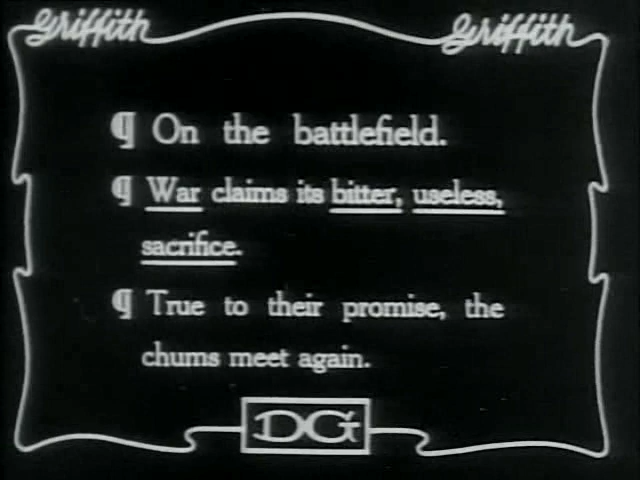 Griffith Griffith
¶ On the battlefield.
¶ War claims its bitter, useless,
sacrifice.
¶ True to their promise, the
chums meet again.
DG